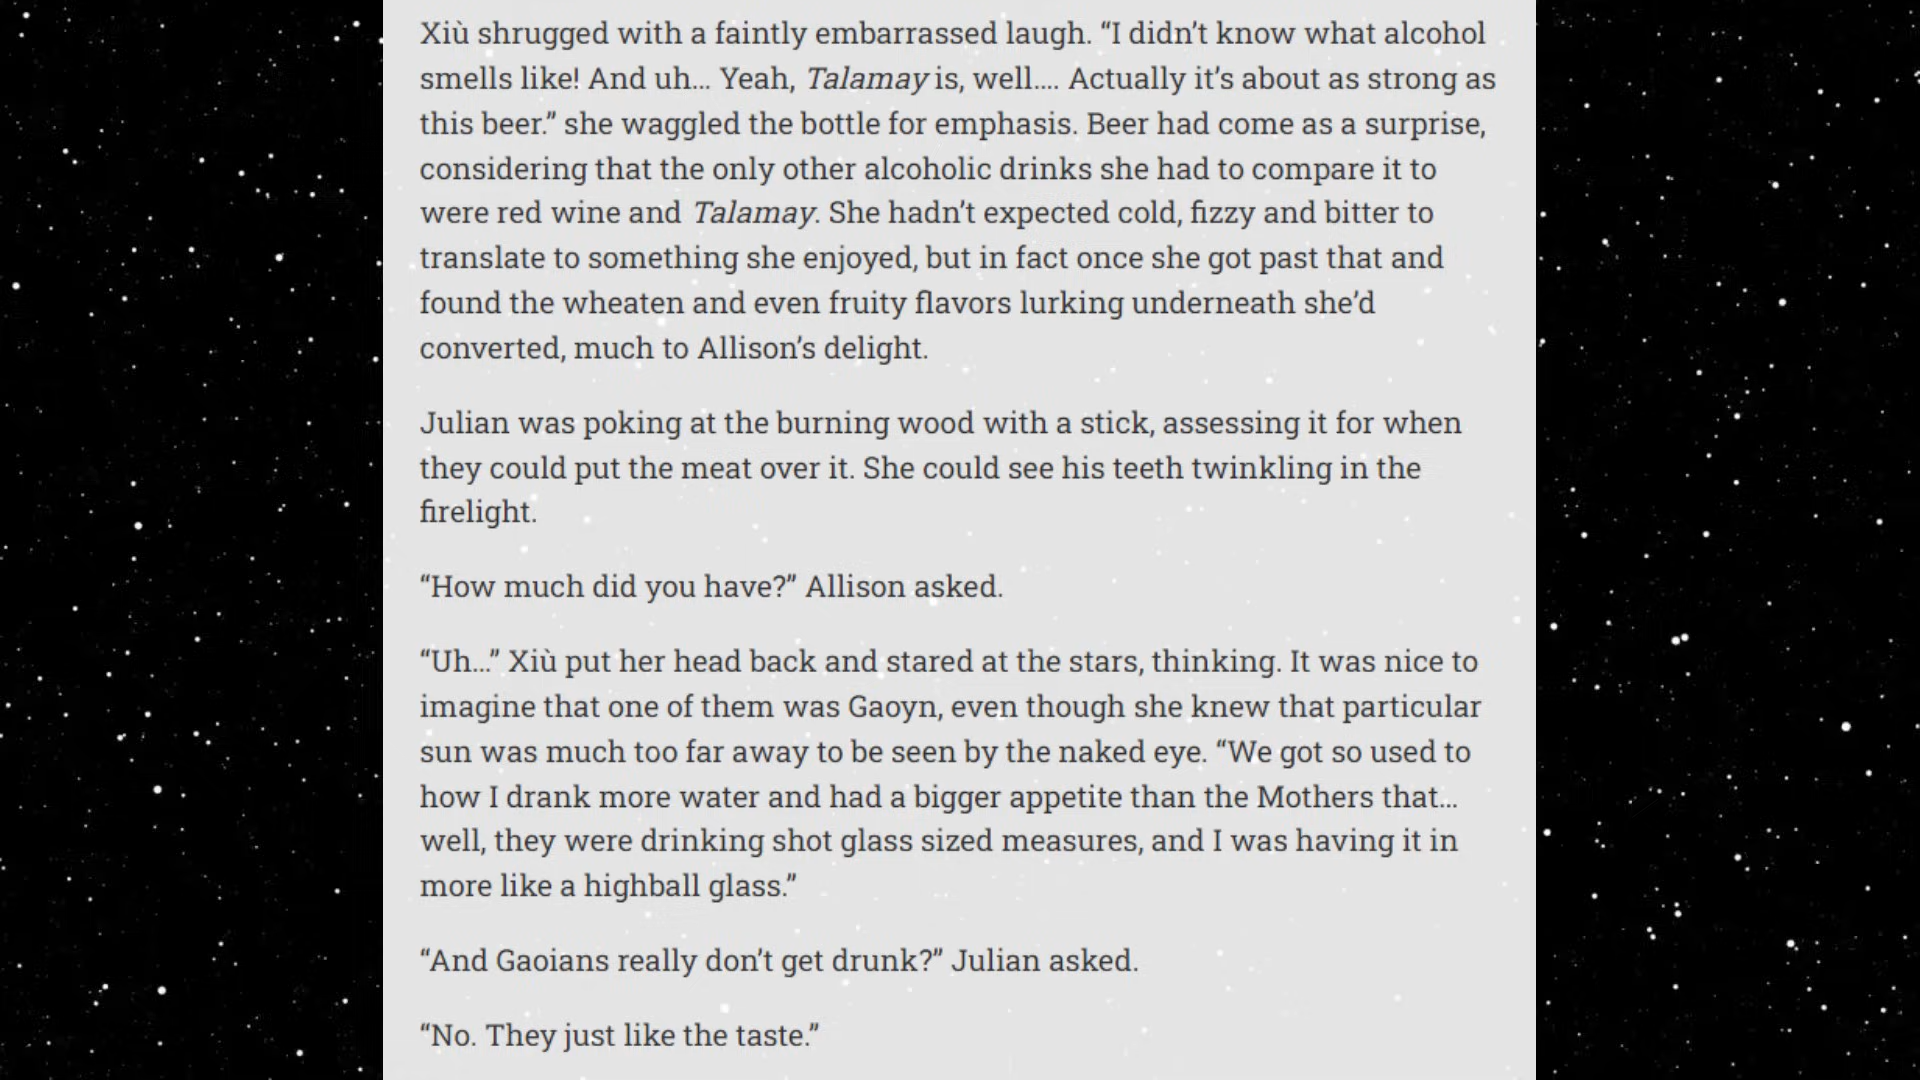 Xiù shrugged with a faintly embarrassed laugh. “I didn’t know what alcohol
smells like! And uh… Yeah, Talamay is, well…. Actually it’s about as strong as
this beer.” she waggled the bottle for emphasis. Beer had come as a surprise,
considering that the only other alcoholic drinks she had to compare it to
were red wine and Talamay. She hadn’t expected cold, fizzy and bitter to
translate to something she enjoyed, but in fact once she got past that and
found the wheaten and even fruity flavors lurking underneath she’d
converted, much to Allison’s delight.
Julian was poking at the burning wood with a stick, assessing it for when
they could put the meat over it. She could see his teeth twinkling in the
firelight.
“How much did you have?” Allison asked.
“Uh…” Xiù put her head back and stared at the stars, thinking. It was nice to
imagine that one of them was Gaoyn, even though she knew that particular
sun was much too far away to be seen by the naked eye. “We got so used to
how I drank more water and had a bigger appetite than the Mothers that…
well, they were drinking shot glass sized measures, and I was having it in
more like a highball glass.”
“And Gaoians really don’t get drunk?” Julian asked.
“No. They just like the taste.”